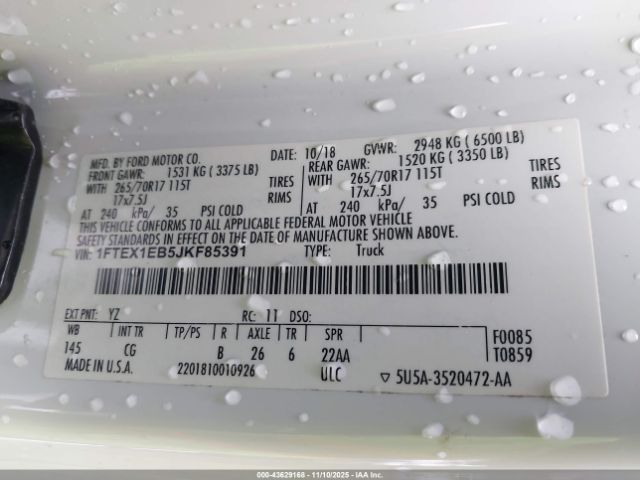 MFD. BY FORD MOTOR CO.
DATE: 10/18 GVWR: 2948 KG ( 6500 LB)
FRONT GAWR: 1531 KG ( 3375 LB)
REAR GAWR: 1520 KG ( 3350 LB)
WITH 265/70R17 115T TIRES
WITH 265/70R17 115T TIRES
17x7.5J RIMS
17x7.5J RIMS
AT 240 kPa/ 35 PSI COLD
AT 240 kPa/ 35 PSI COLD
THIS VEHICLE CONFORMS TO ALL APPLICABLE FEDERAL MOTOR VEHICLE
SAFETY STANDARDS IN EFFECT ON THE DATE OF MANUFACTURE SHOWN ABOVE.
VIN: 1FTEX1EB5JKF85391 TYPE: Truck
EXT PNT: YZ RC: 11 DSO:
WB INT TR TP/PS R AXLE TR SPR F0085
145 CG B 26 6 22AA T0859
MADE IN U.S.A. 2201810010926 ULC ▽ 5U5A-3520472-AA
000-43629168 - 11/10/2025 - IAAI.com